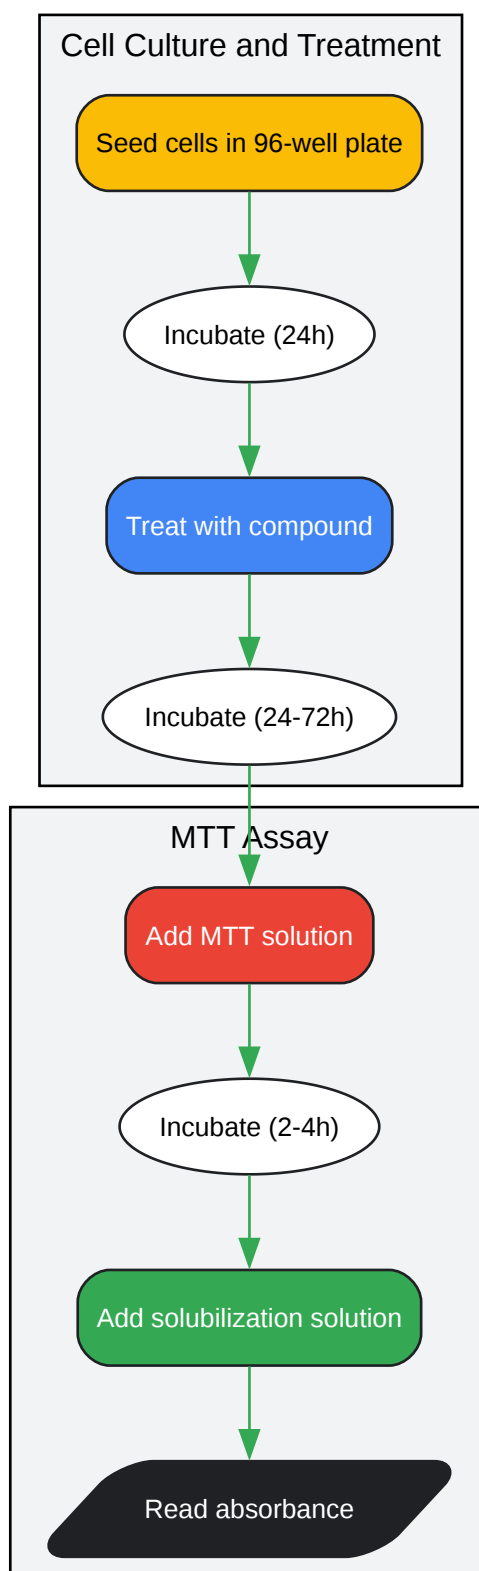 Cell Culture and Treatment
Seed cells in 96-well plate
Incubate (24h)
Treat with compound
Incubate (24-72h)
MTT Assay
Add MTT solution
Incubate (2-4h)
Add solubilization solution
Read absorbance